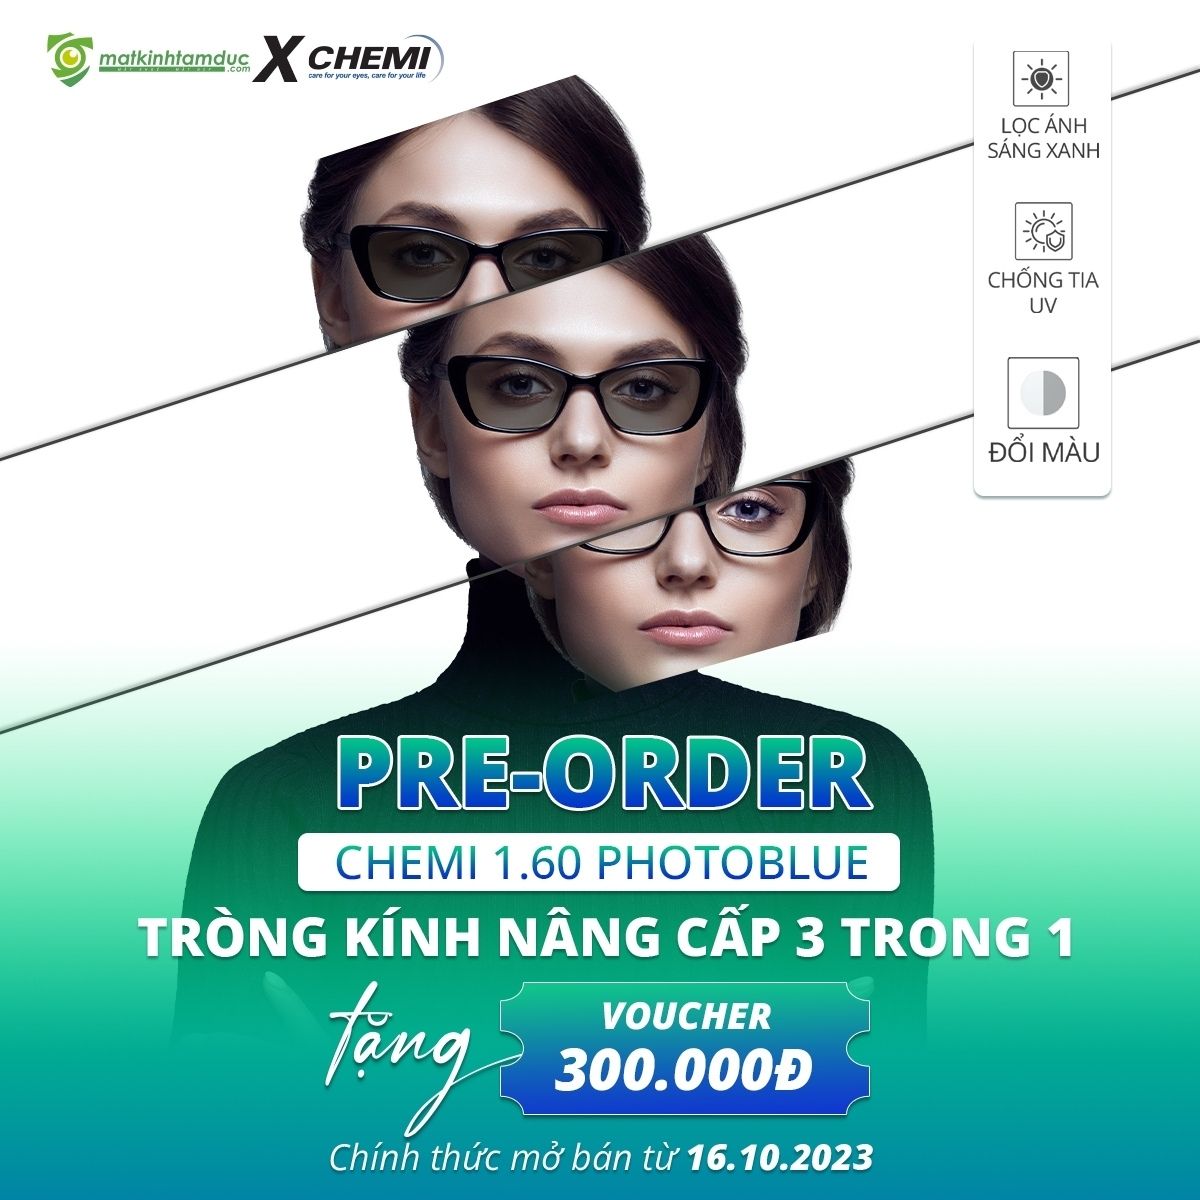 matkinhtamduc
.com
X CHEMI
care for your eyes, care for your life
LỌC ÁNH
SÁNG XANH
CHỐNG TIA
UV
ĐỔI MÀU
PRE-ORDER
CHEMI 1.60 PHOTOBLUE
TRÒNG KÍNH NÂNG CẤP 3 TRONG 1
tặng
VOUCHER
300.000Đ
Chính thức mở bán từ 16.10.2023